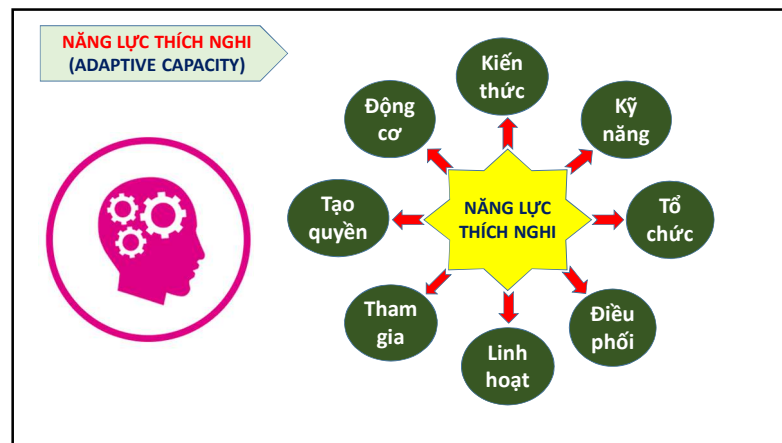 NĂNG LỰC THÍCH NGHI
(ADAPTIVE CAPACITY)
Kiến
thức
Kỹ
năng
Tổ
chức
Điều
phối
Linh
hoạt
Tham
gia
Tạo
quyền
Động
cơ
NĂNG LỰC
THÍCH NGHI